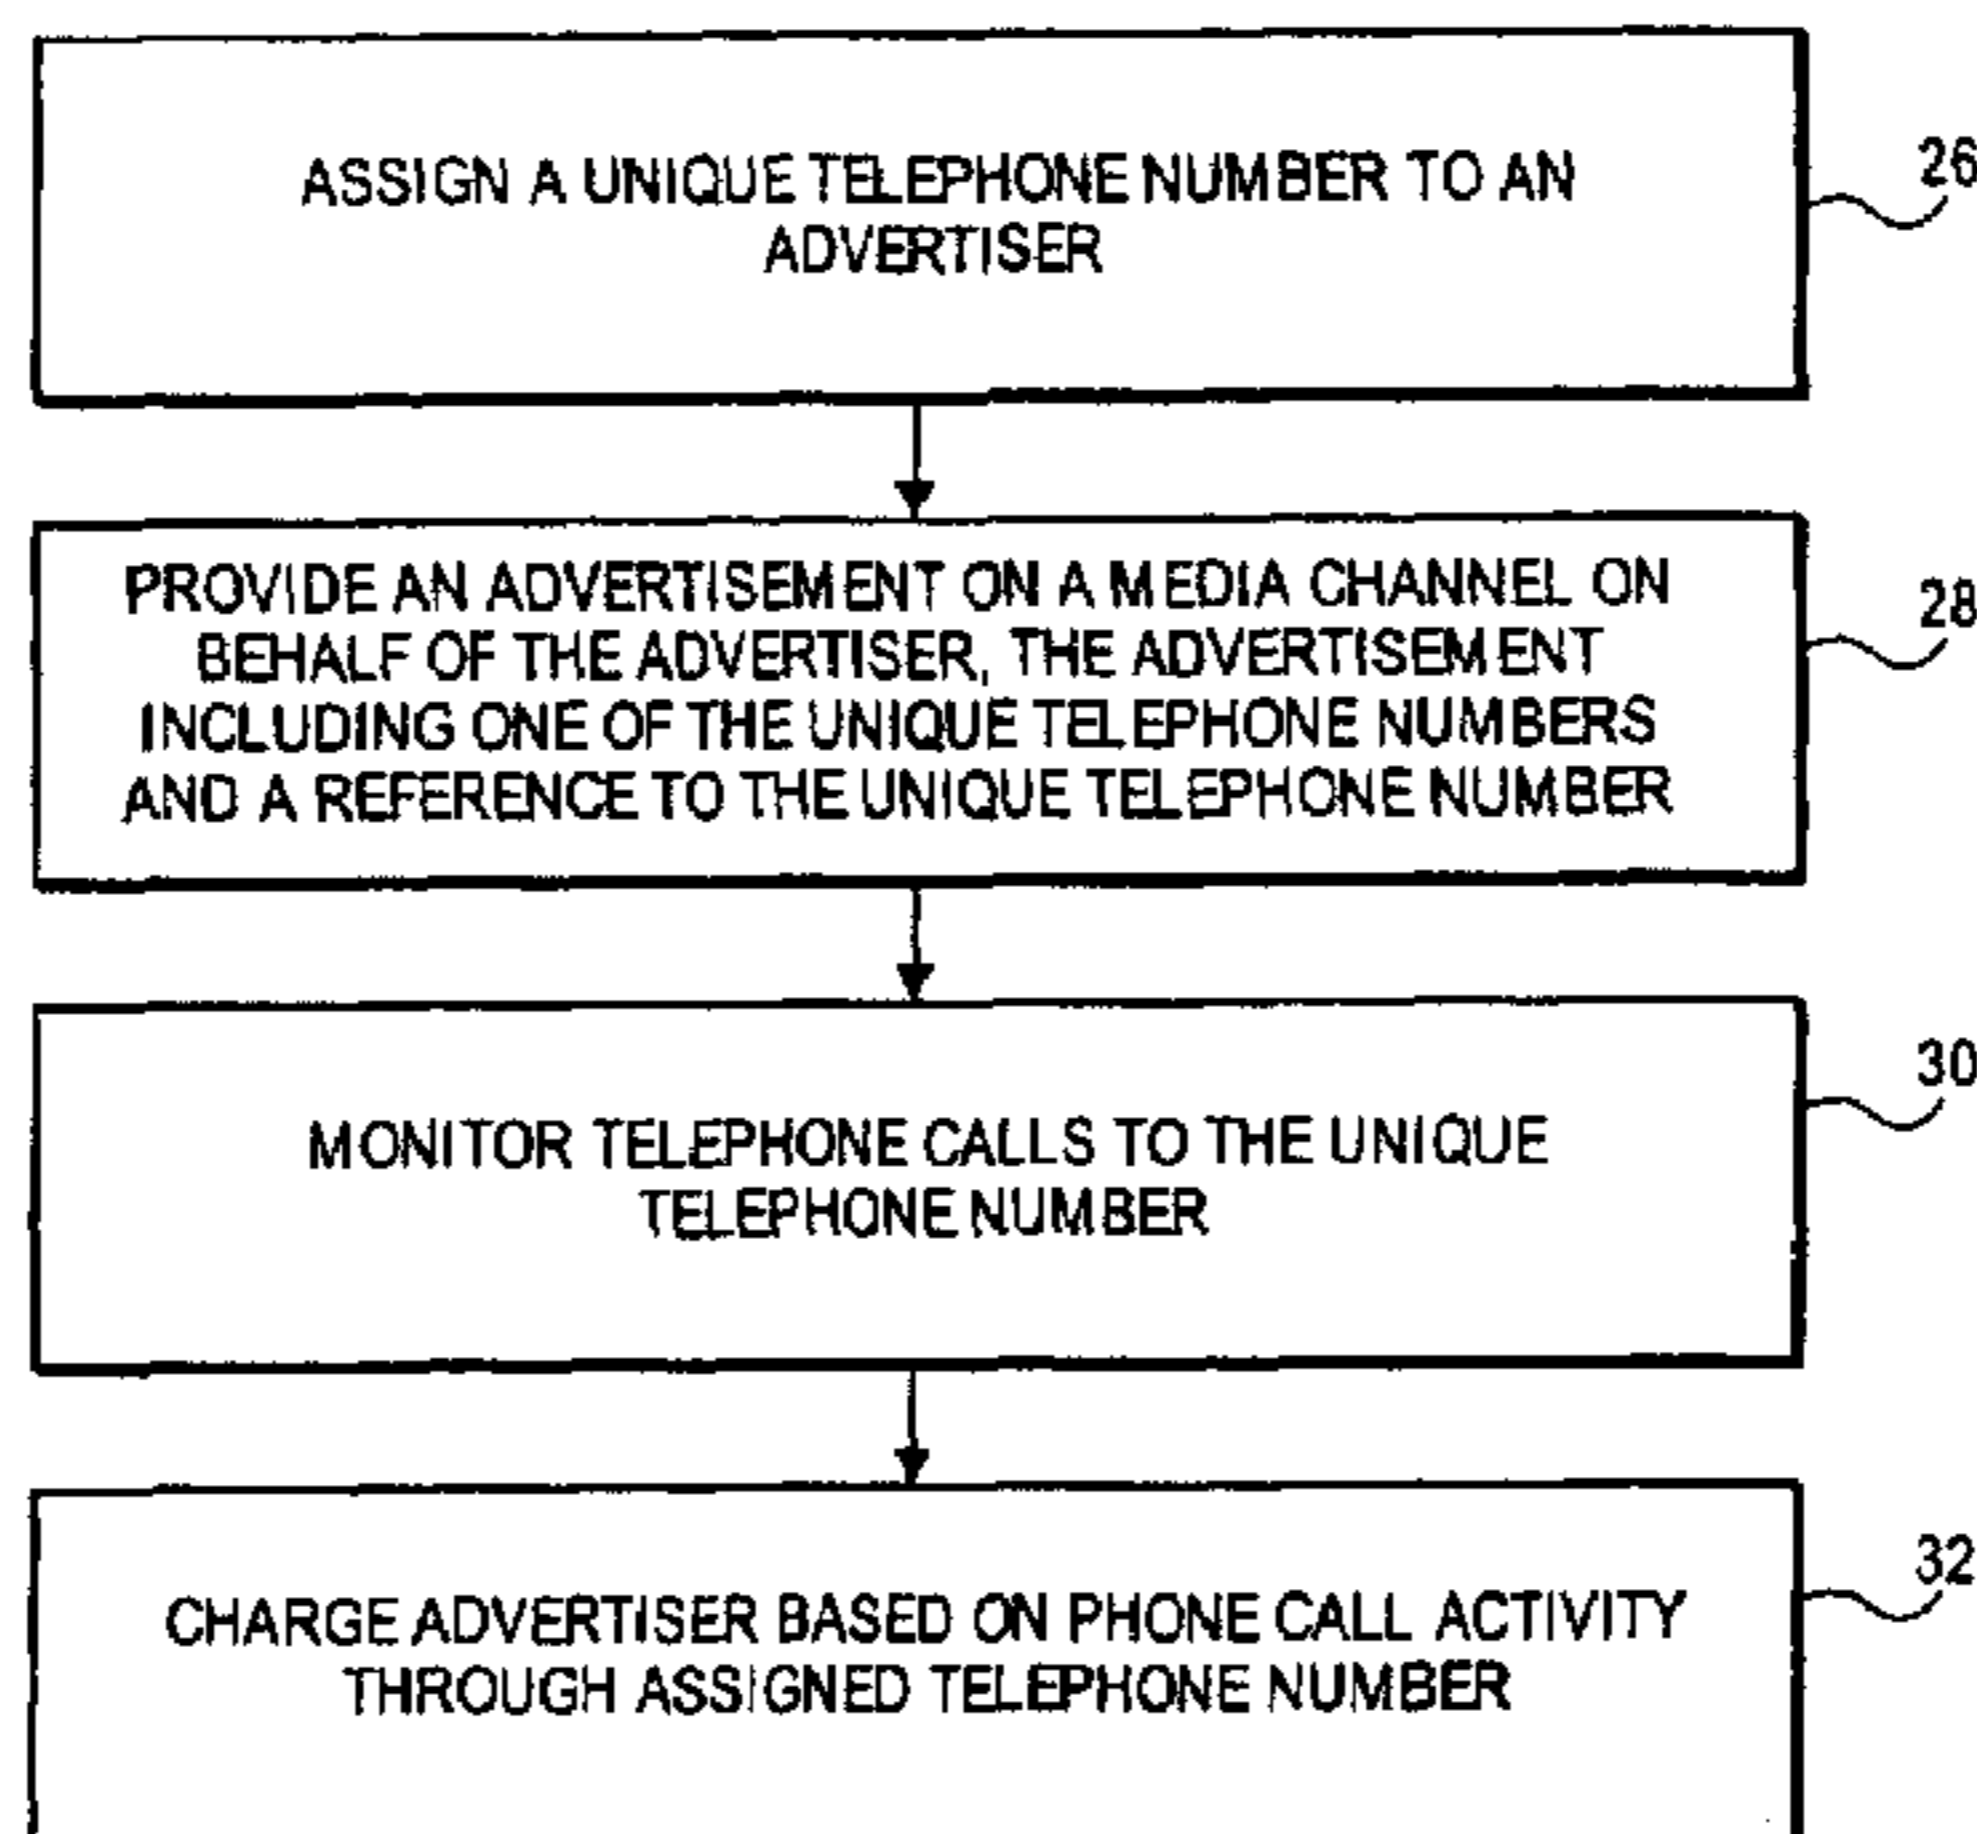 ASSIGN A UNIQUE TELEPHONE NUMBER TO AN
ADVERTISER
26
PROVIDE AN ADVERTISEMENT ON A MEDIA CHANNEL ON
BEHALF OF THE ADVERTISER, THE ADVERTISEMENT
INCLUDING ONE OF THE UNIQUE TELEPHONE NUMBERS
AND A REFERENCE TO THE UNIQUE TELEPHONE NUMBER
28
MONITOR TELEPHONE CALLS TO THE UNIQUE
TELEPHONE NUMBER
30
CHARGE ADVERTISER BASED ON PHONE CALL ACTIVITY
THROUGH ASSIGNED TELEPHONE NUMBER
32